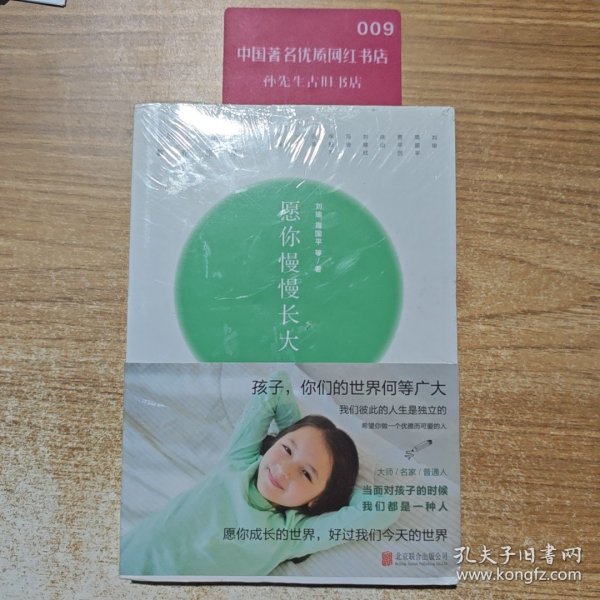 009
中国著名优质网红书店
孙先生古旧书店
愿你慢慢长大
刘瑜 周国平 等/著
孩子，你们的世界何等广大
我们彼此的人生是独立的
希望你做一个优雅而可爱的人
大师/名家/普通人
当面对孩子的时候
我们都是一种人
愿你成长的世界，好过我们今天的世界
北京联合出版公司
孔夫子旧书网
www.kongfz.com